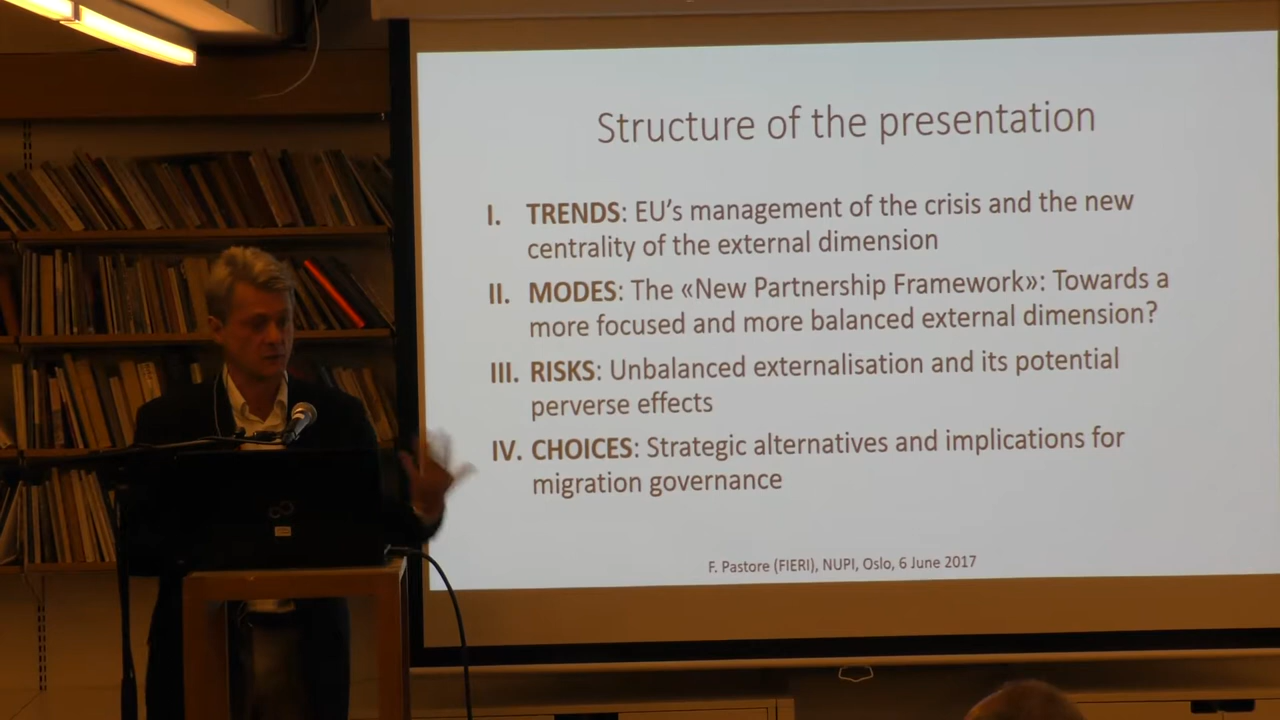 Structure of the presentation
I. TRENDS: EU's management of the crisis and the new
centrality of the external dimension
II. MODES: The «New Partnership Framework»: Towards a
more focused and more balanced external dimension?
III. RISKS: Unbalanced externalisation and its potential
perverse effects
IV. CHOICES: Strategic alternatives and implications for
migration governance
F. Pastore (FIERI), NUPI, Oslo, 6 June 2017